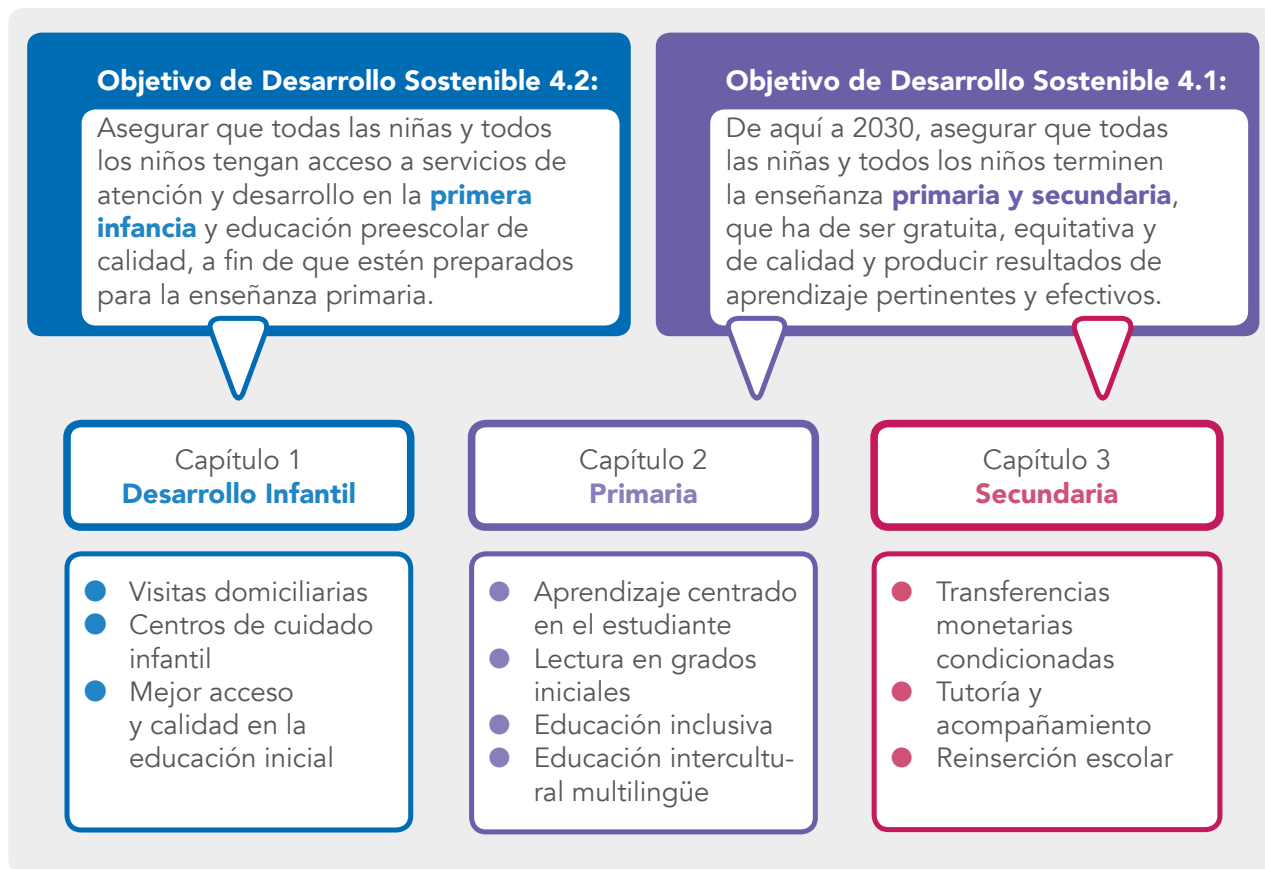 Objetivo de Desarrollo Sostenible 4.2:
Asegurar que todas las niñas y todos
los niños tengan acceso a servicios de
atención y desarrollo en la primera
infancia y educación preescolar de
calidad, a fin de que estén preparados
para la enseñanza primaria.
Objetivo de Desarrollo Sostenible 4.1:
De aquí a 2030, asegurar que todas
las niñas y todos los niños terminen
la enseñanza primaria y secundaria,
que ha de ser gratuita, equitativa y
de calidad y producir resultados de
aprendizaje pertinentes y efectivos.
Capítulo 1
Desarrollo Infantil
● Visitas domiciliarias
● Centros de cuidado
infantil
● Mejor acceso
y calidad en la
educación inicial
Capítulo 2
Primaria
● Aprendizaje centrado
en el estudiante
● Lectura en grados
iniciales
● Educación inclusiva
● Educación intercultu-
ral multilingüe
Capítulo 3
Secundaria
● Transferencias
monetarias
condicionadas
● Tutoría y
acompañamiento
● Reinserción escolar